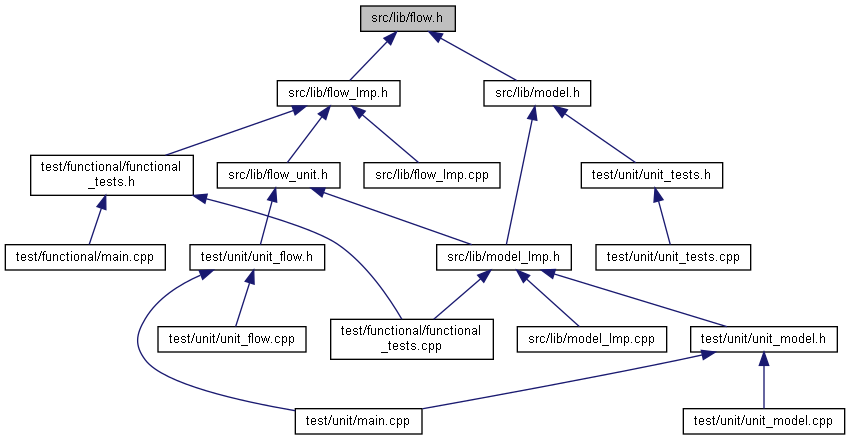 src/lib/flow.h
src/lib/flow_Imp.h
src/lib/model.h
test/functional/functional
_tests.h
src/lib/flow_unit.h
src/lib/flow_Imp.cpp
test/unit/unit_tests.h
test/functional/main.cpp
test/unit/unit_flow.h
src/lib/model_Imp.h
test/unit/unit_tests.cpp
test/unit/unit_flow.cpp
test/functional/functional
_tests.cpp
src/lib/model_Imp.cpp
test/unit/unit_model.h
test/unit/main.cpp
test/unit/unit_model.cpp